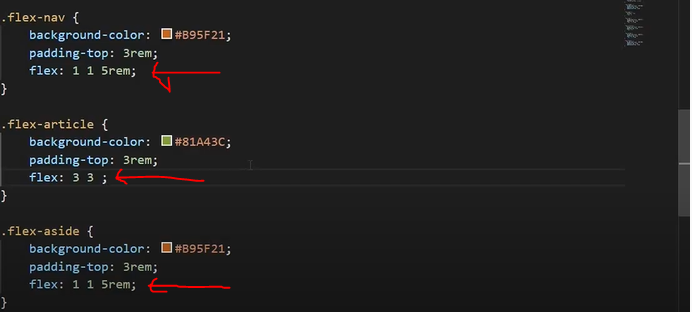 .flex-nav {
background-color: #B95F21;
padding-top: 3rem;
flex: 1 1 5rem;
}
.flex-article {
background-color: #81A43C;
padding-top: 3rem;
flex: 3 3 ;
}
.flex-aside {
background-color: #B95F21;
padding-top: 3rem;
flex: 1 1 5rem;
}